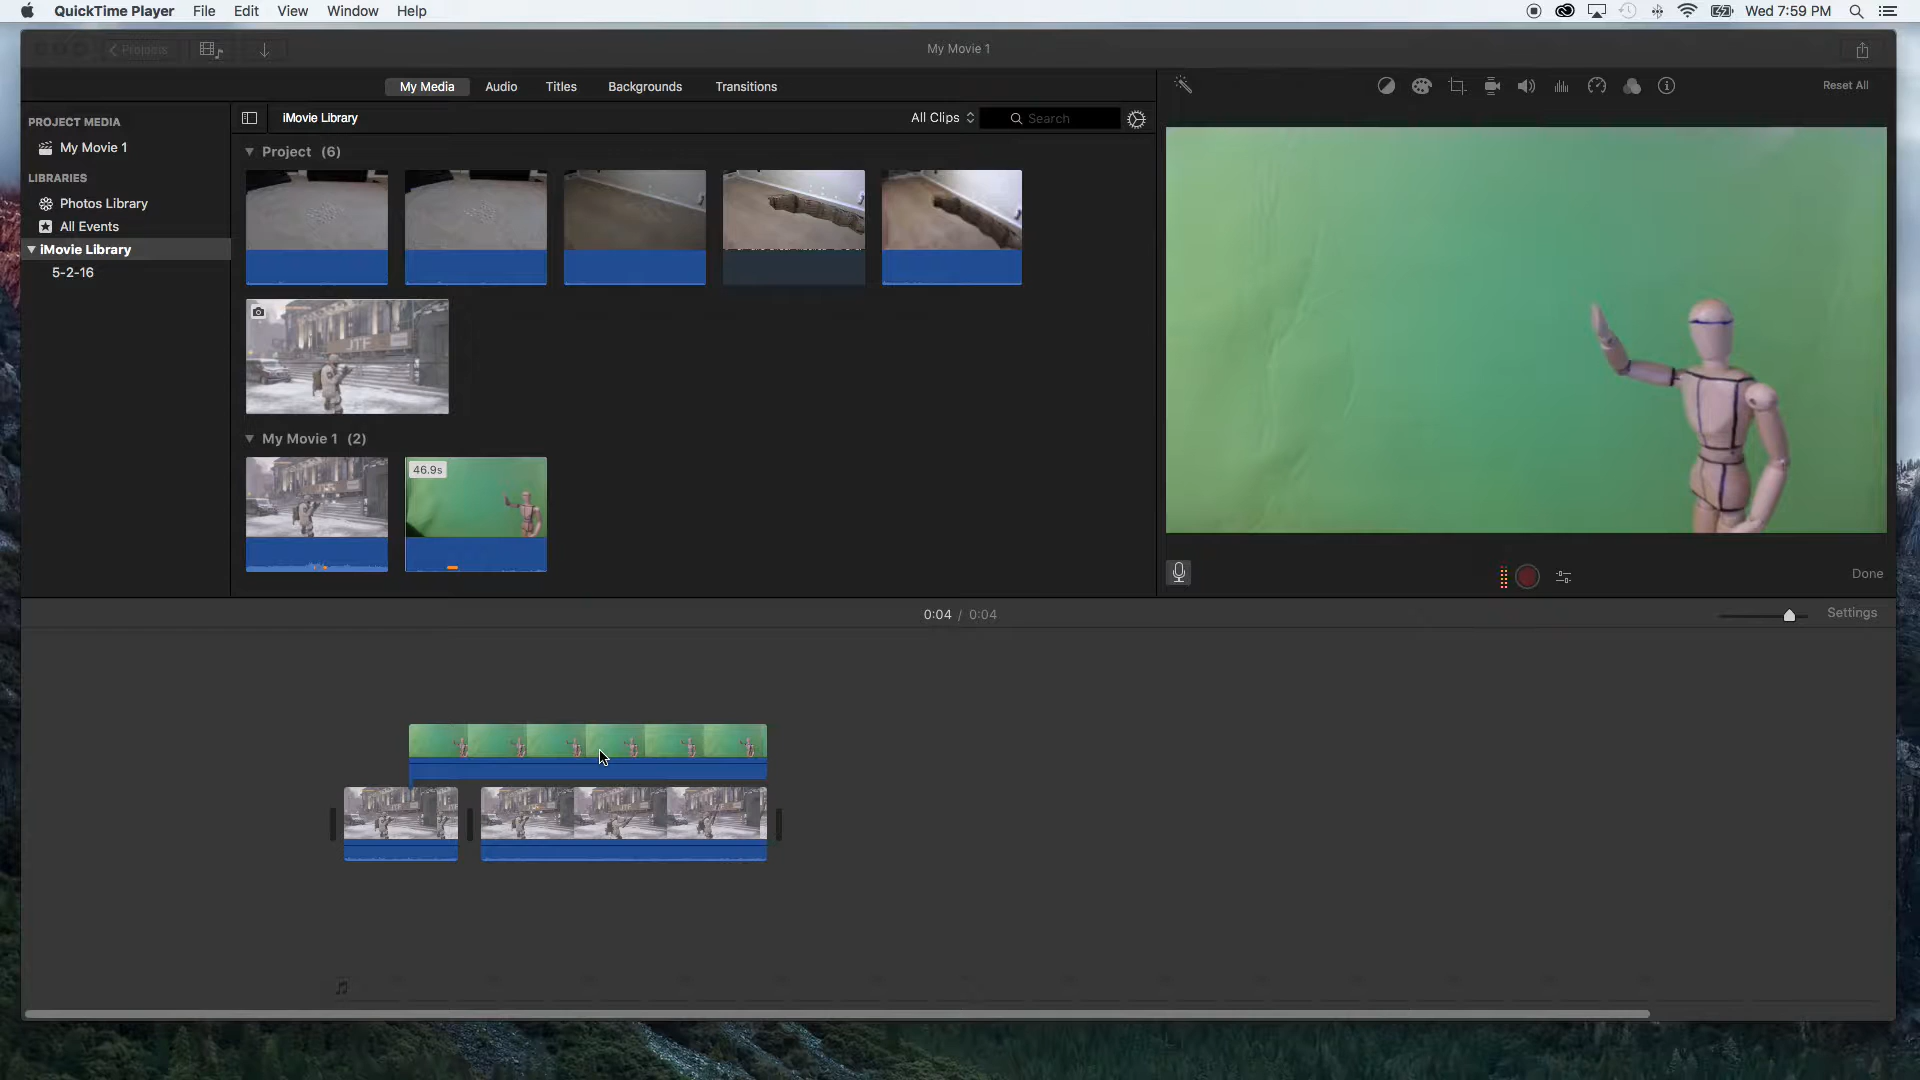 QuickTime Player File Edit View Window Help Wed 7:59 PM
Projects My Movie 1
My Media Audio Titles Backgrounds Transitions Reset All
PROJECT MEDIA
My Movie 1
LIBRARIES
Photos Library
All Events
iMovie Library
5-2-16
iMovie Library All Clips Search
Project (6)
JTF
My Movie 1 (2)
46.9s
Done
0:04 / 0:04 Settings